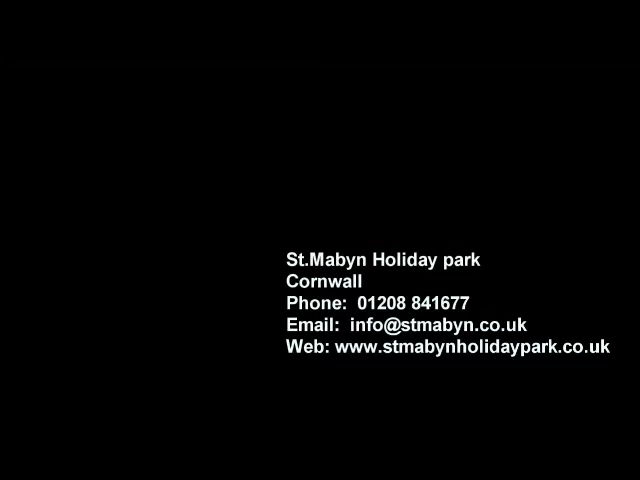 St.Mabyn Holiday park
Cornwall
Phone:  01208 841677
Email:  info@stmabyn.co.uk
Web: www.stmabynholidaypark.co.uk